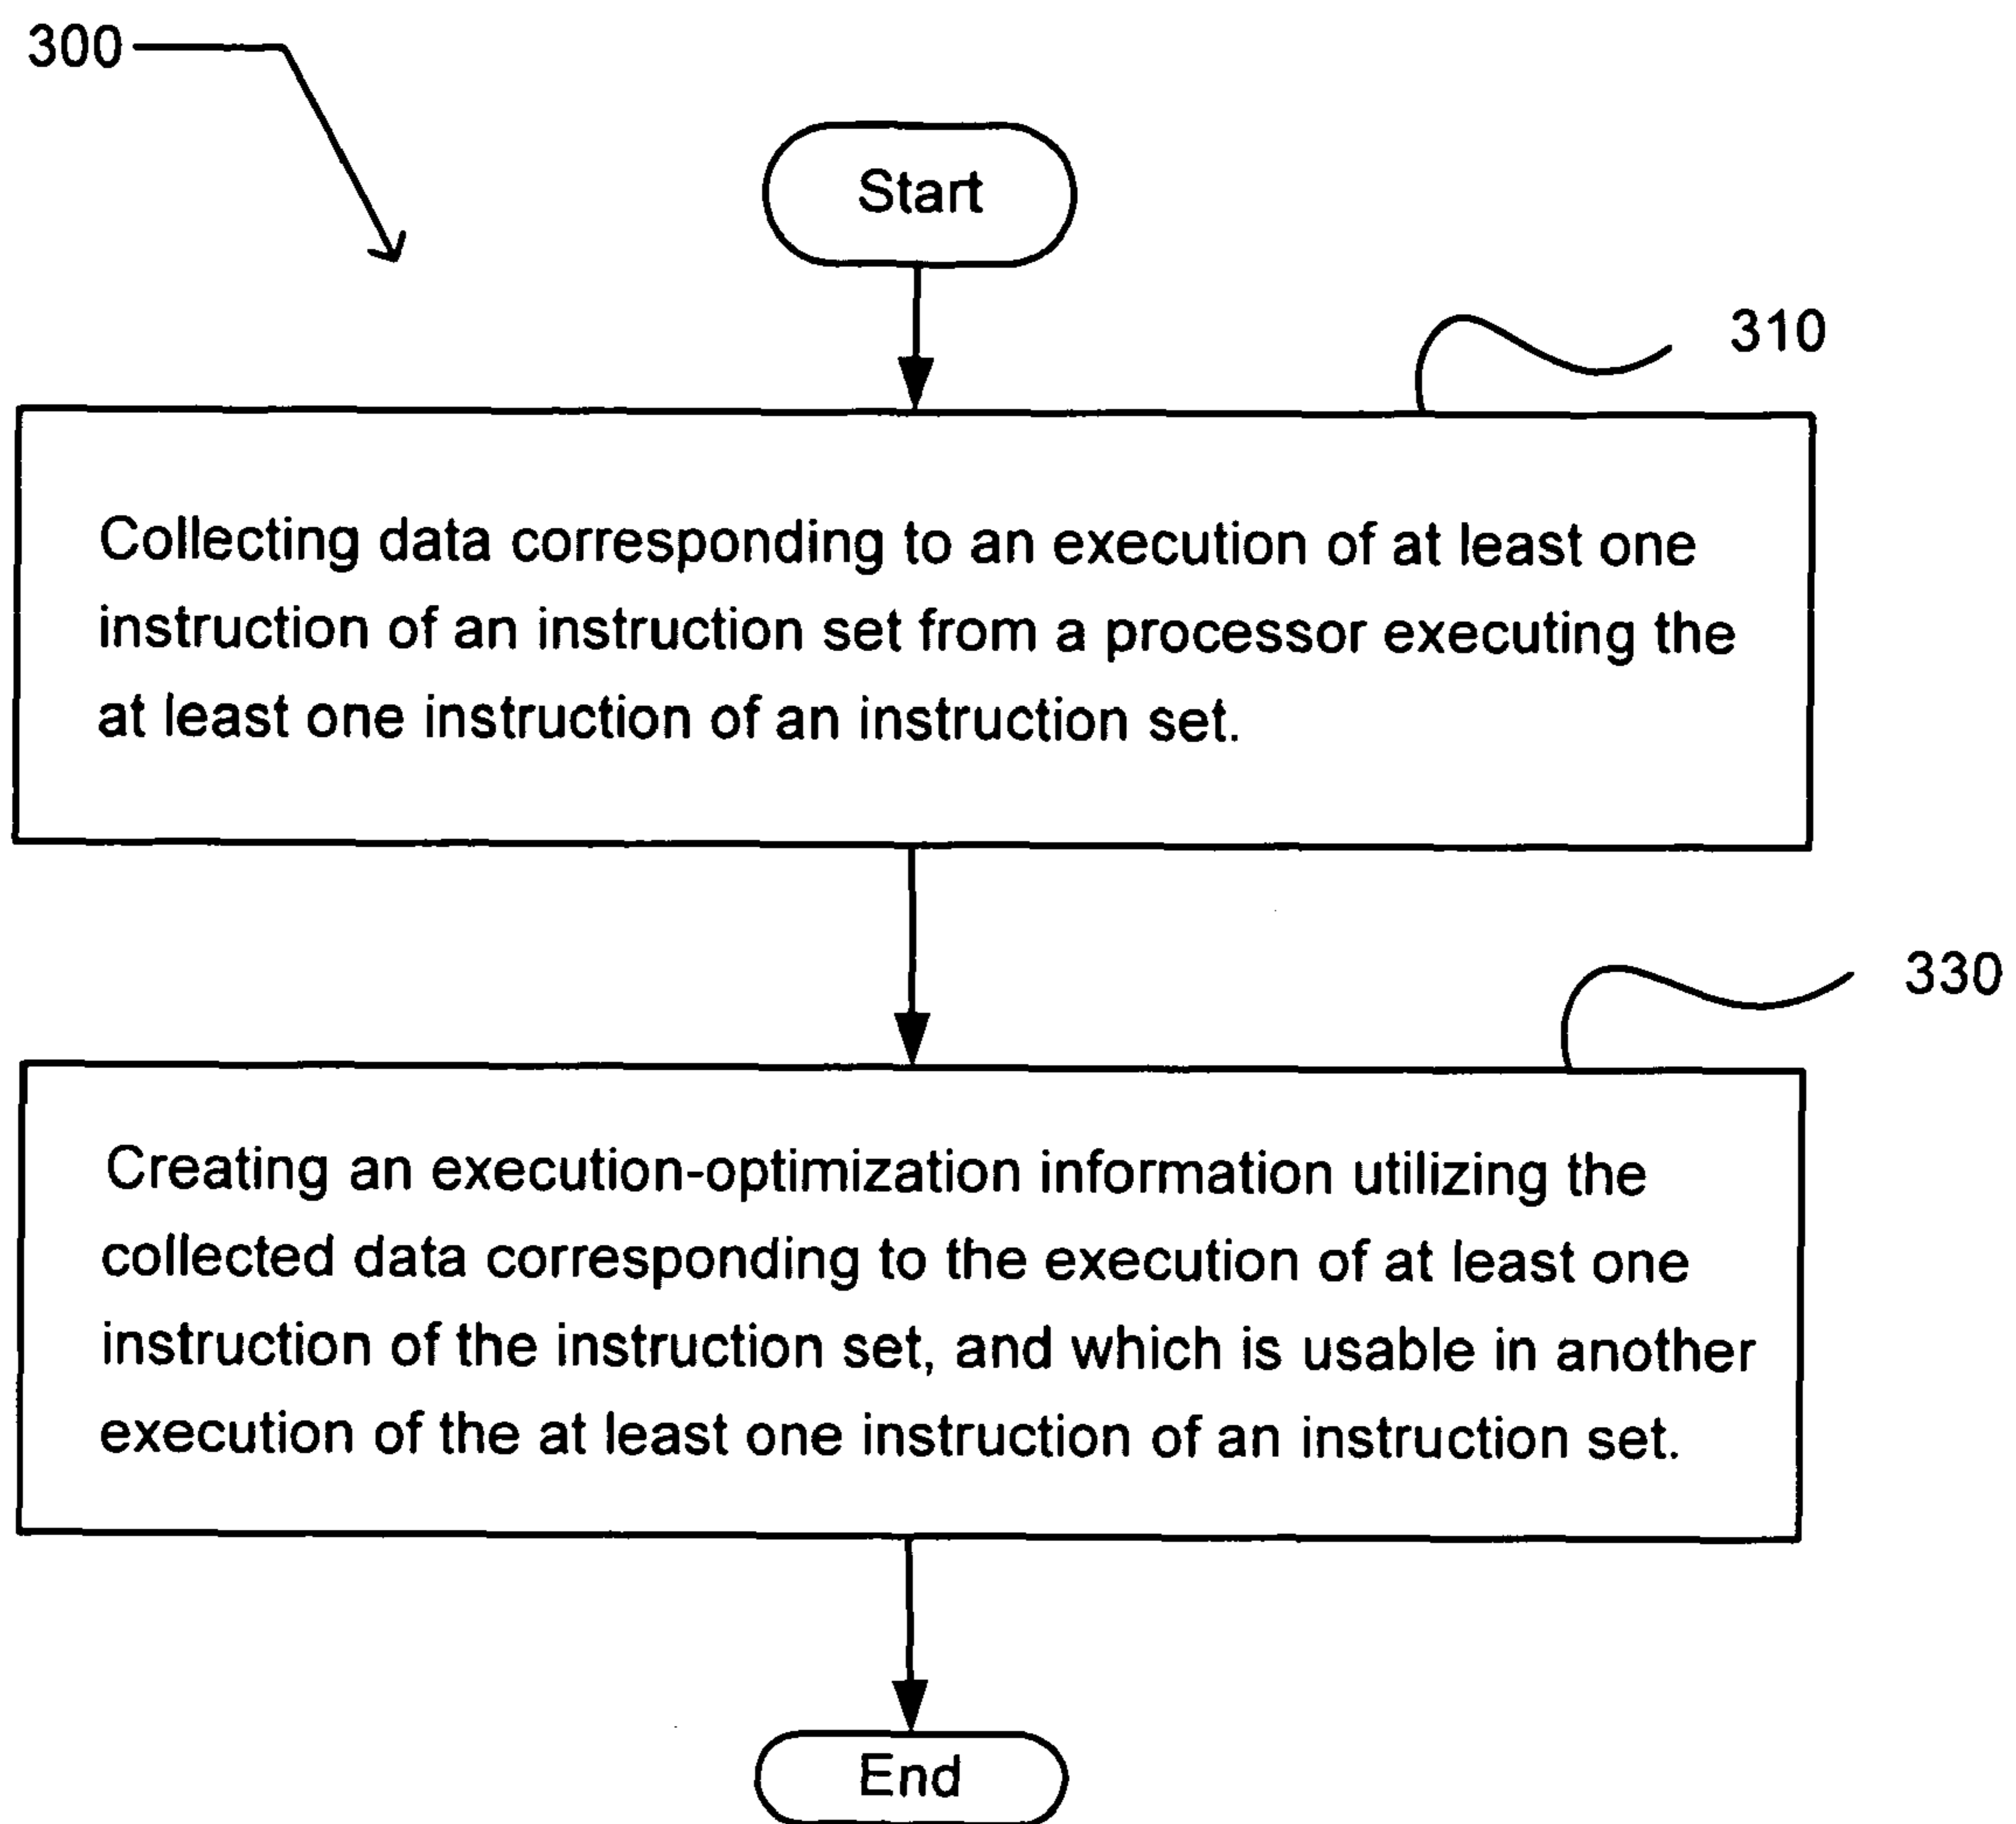 300
Start
310
Collecting data corresponding to an execution of at least one
instruction of an instruction set from a processor executing the
at least one instruction of an instruction set.
330
Creating an execution-optimization information utilizing the
collected data corresponding to the execution of at least one
instruction of the instruction set, and which is usable in another
execution of the at least one instruction of an instruction set.
End